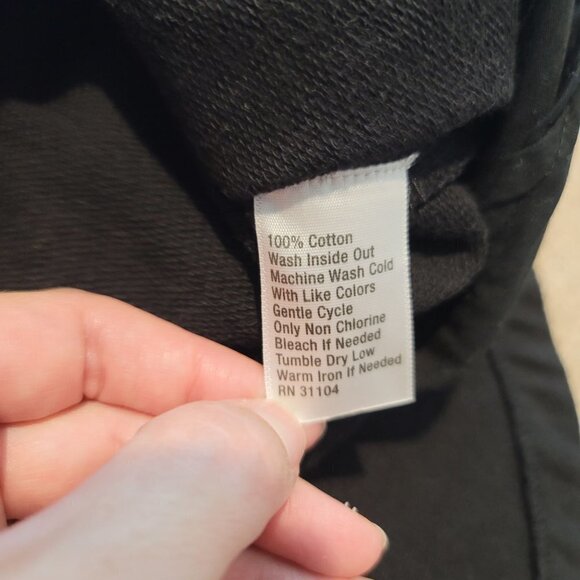 100% Cotton
Wash Inside Out
Machine Wash Cold
With Like Colors
Gentle Cycle
Only Non Chlorine
Bleach If Needed
Tumble Dry Low
Warm Iron If Needed
RN 31104